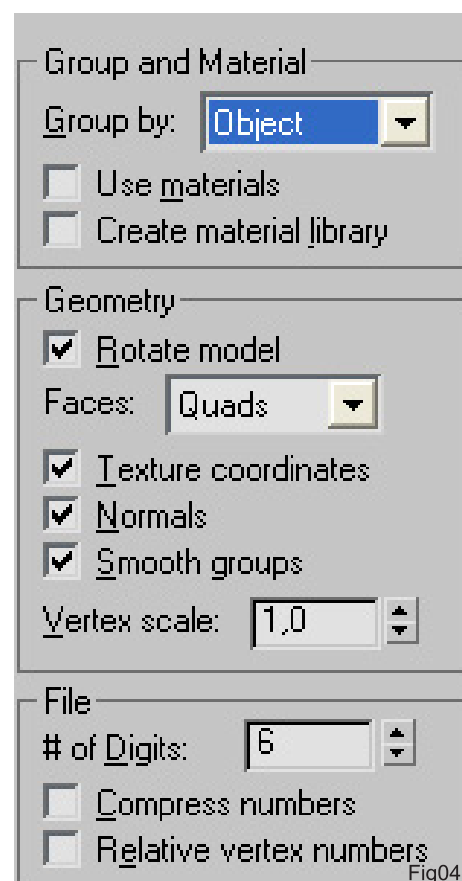 Group and Material
Group by: Object
Use materials
Create material library
Geometry
Rotate model
Faces: Quads
Texture coordinates
Normals
Smooth groups
Vertex scale: 1,0
File
# of Digits: 6
Compress numbers
Relative vertex numbers
Fig04